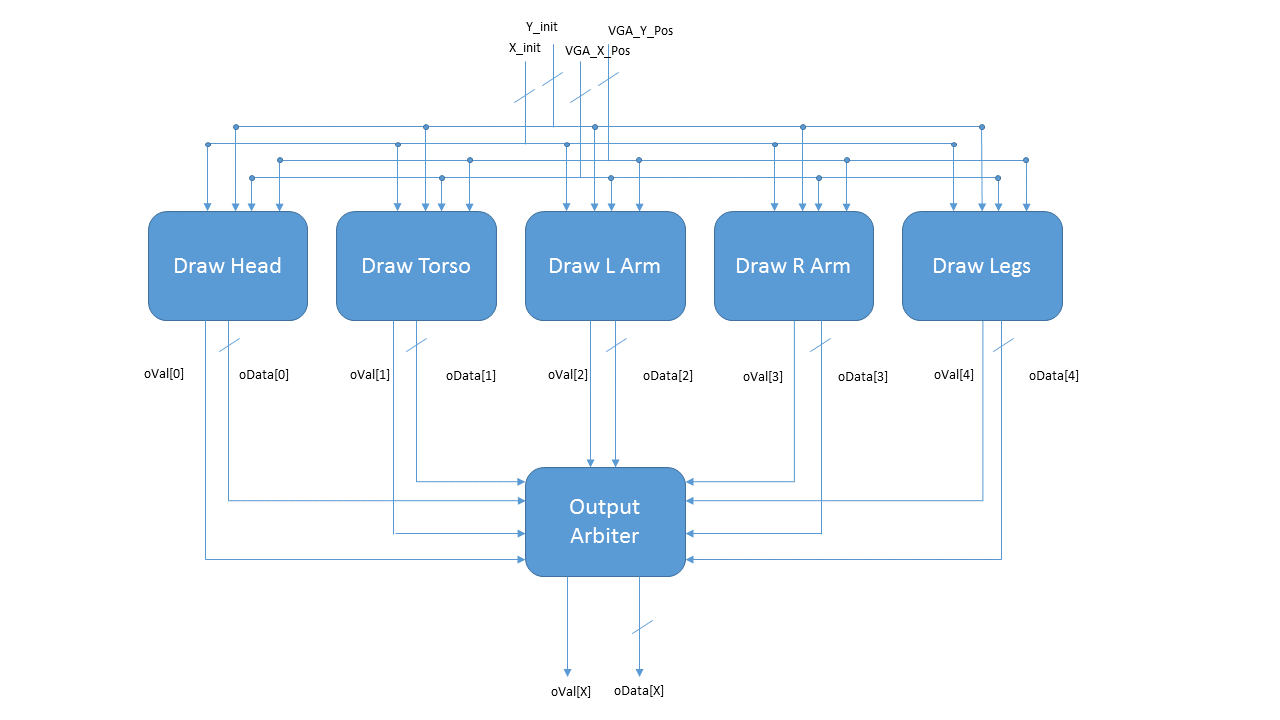 Y_init
VGA_Y_Pos
X_init
VGA_X_Pos
Draw Head
Draw Torso
Draw L Arm
Draw R Arm
Draw Legs
oVal[0]
oData[0]
oVal[1]
oData[1]
oVal[2]
oData[2]
oVal[3]
oData[3]
oVal[4]
oData[4]
Output
Arbiter
oVal[X]
oData[X]